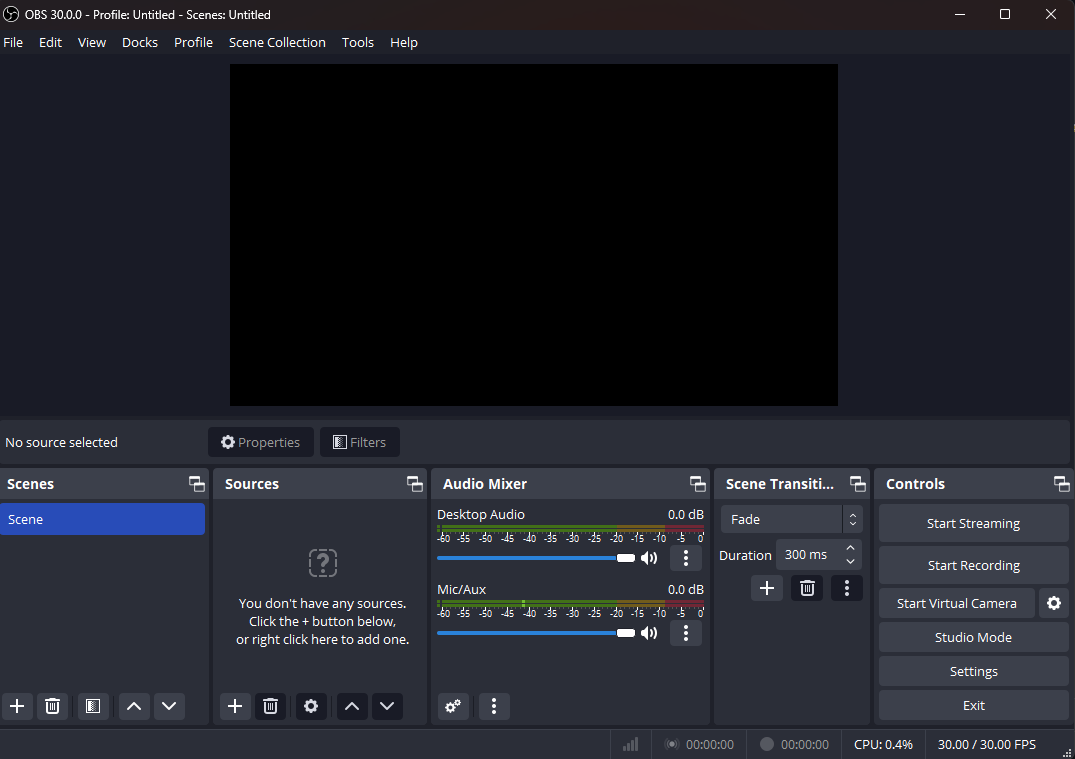 OBS 30.0.0 - Profile: Untitled - Scenes: Untitled
File Edit View Docks Profile Scene Collection Tools Help
No source selected
Properties
Filters
Scenes
Scene
Sources
You don't have any sources.
Click the + button below,
or right click here to add one.
Audio Mixer
Desktop Audio 0.0 dB
-60 -55 -50 -45 -40 -35 -30 -25 -20 -15 -10 -5 0
Mic/Aux 0.0 dB
-60 -55 -50 -45 -40 -35 -30 -25 -20 -15 -10 -5 0
Scene Transiti...
Fade
Duration 300 ms
Controls
Start Streaming
Start Recording
Start Virtual Camera
Studio Mode
Settings
Exit
00:00:00 00:00:00 CPU: 0.4% 30.00 / 30.00 FPS